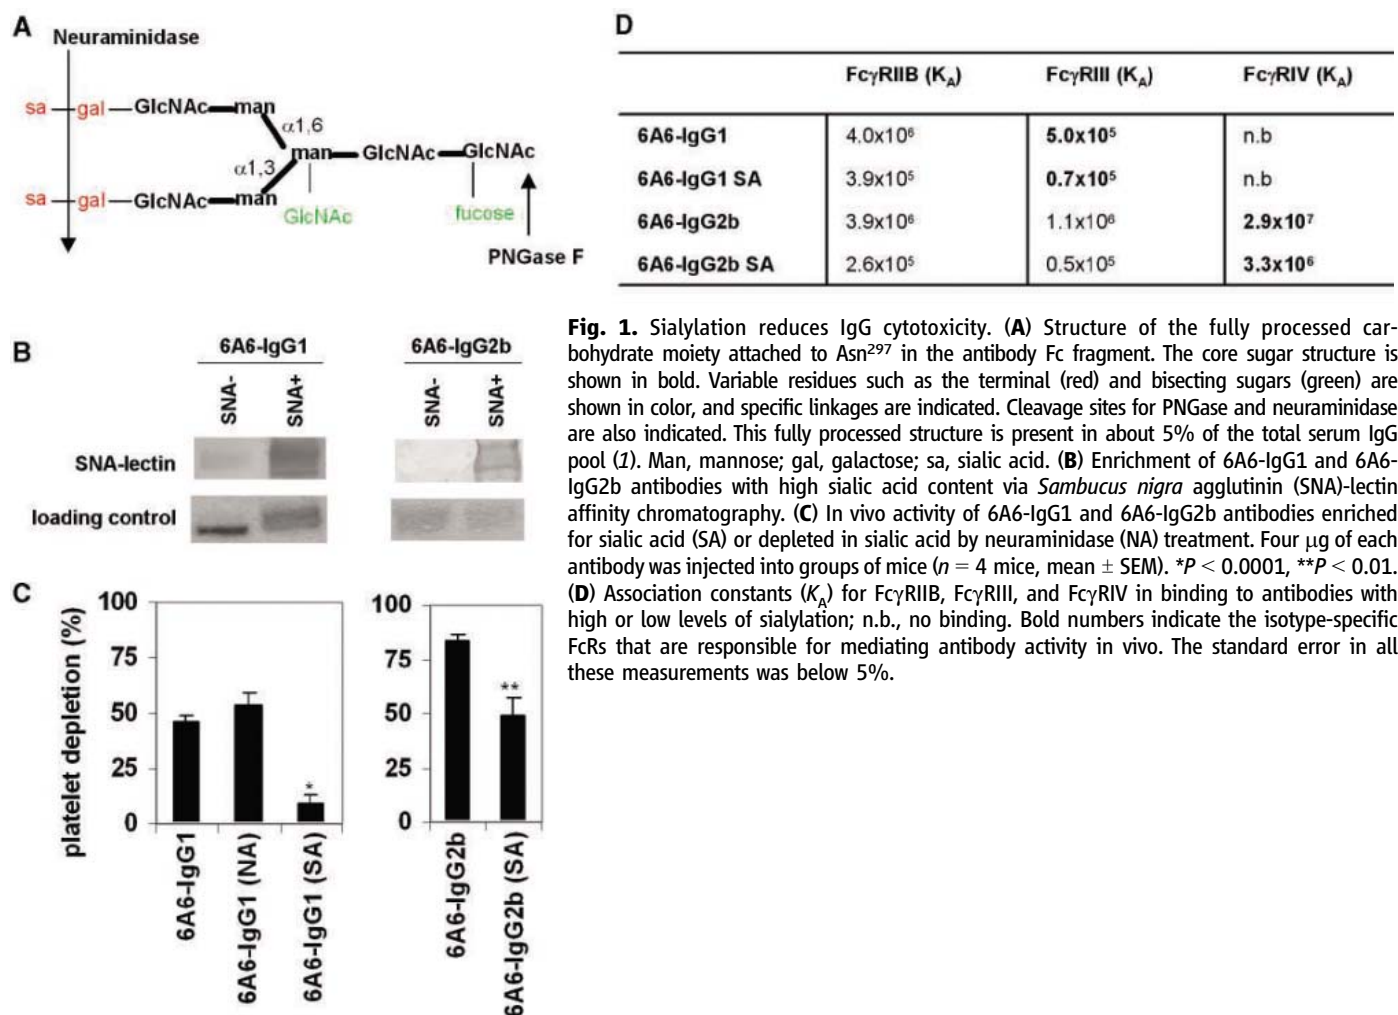 A
Neuraminidase
sa gal GlcNAc man
α1,6
man GlcNAc GlcNAc
α1,3
sa gal GlcNAc man
GlcNAc
fucose
PNGase F
D
FcγRIIB (K_A) FcγRIII (K_A) FcγRIV (K_A)
6A6-IgG1 4.0x10⁶ 5.0x10⁵ n.b
6A6-IgG1 SA 3.9x10⁵ 0.7x10⁵ n.b
6A6-IgG2b 3.9x10⁶ 1.1x10⁶ 2.9x10⁷
6A6-IgG2b SA 2.6x10⁵ 0.5x10⁵ 3.3x10⁶
B
6A6-IgG1 6A6-IgG2b
SNA- SNA+ SNA- SNA+
SNA-lectin
loading control
C
platelet depletion (%)
100
75
50
25
0
*
6A6-IgG1
6A6-IgG1 (NA)
6A6-IgG1 (SA)
100
75
50
25
0
**
6A6-IgG2b
6A6-IgG2b (SA)
Fig. 1. Sialylation reduces IgG cytotoxicity. (A) Structure of the fully processed car-
bohydrate moiety attached to Asn²⁹⁷ in the antibody Fc fragment. The core sugar structure is
shown in bold. Variable residues such as the terminal (red) and bisecting sugars (green) are
shown in color, and specific linkages are indicated. Cleavage sites for PNGase and neuraminidase
are also indicated. This fully processed structure is present in about 5% of the total serum IgG
pool (1). Man, mannose; gal, galactose; sa, sialic acid. (B) Enrichment of 6A6-IgG1 and 6A6-
IgG2b antibodies with high sialic acid content via Sambucus nigra agglutinin (SNA)-lectin
affinity chromatography. (C) In vivo activity of 6A6-IgG1 and 6A6-IgG2b antibodies enriched
for sialic acid (SA) or depleted in sialic acid by neuraminidase (NA) treatment. Four μg of each
antibody was injected into groups of mice (n = 4 mice, mean ± SEM). *P < 0.0001, **P < 0.01.
(D) Association constants (K_A) for FcγRIIB, FcγRIII, and FcγRIV in binding to antibodies with
high or low levels of sialylation; n.b., no binding. Bold numbers indicate the isotype-specific
FcRs that are responsible for mediating antibody activity in vivo. The standard error in all
these measurements was below 5%.